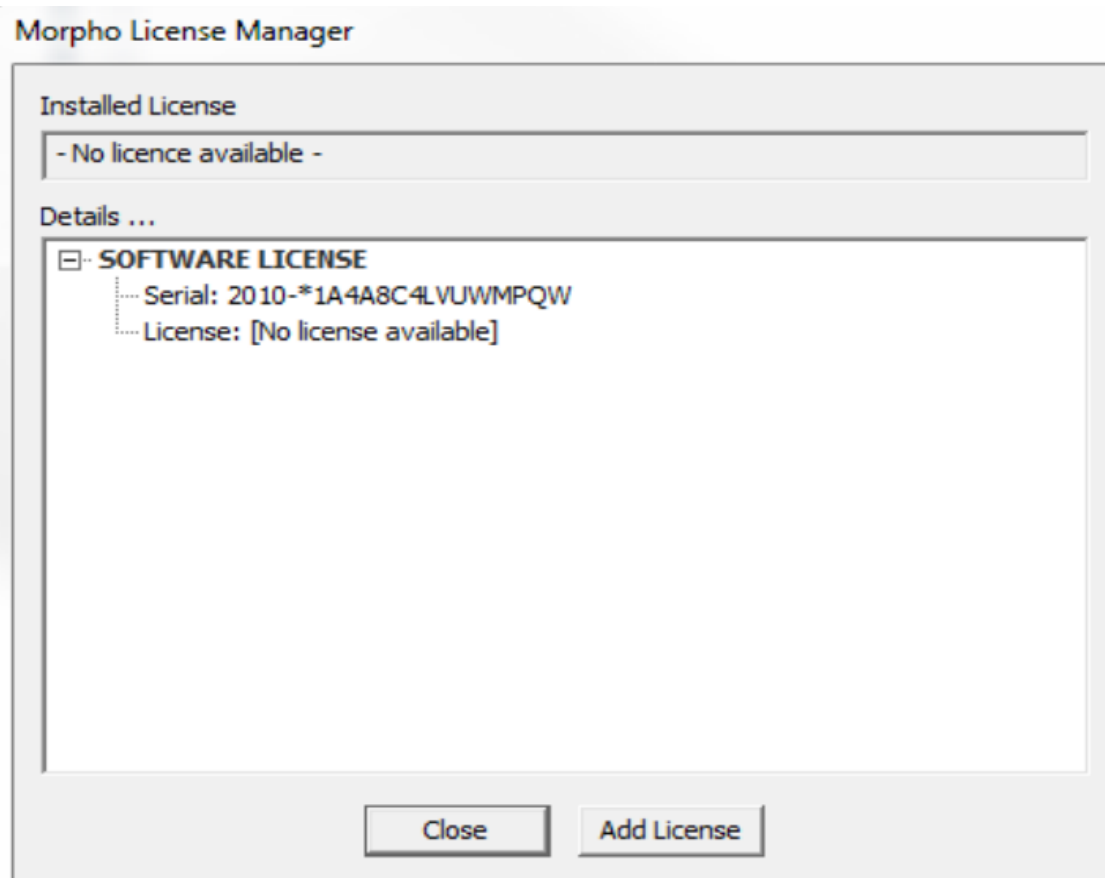 Morpho License Manager
Installed License
- No licence available -
Details ...
SOFTWARE LICENSE
Serial: 2010-*1A4A8C4LVUWMPQW
License: [No license available]
Close
Add License